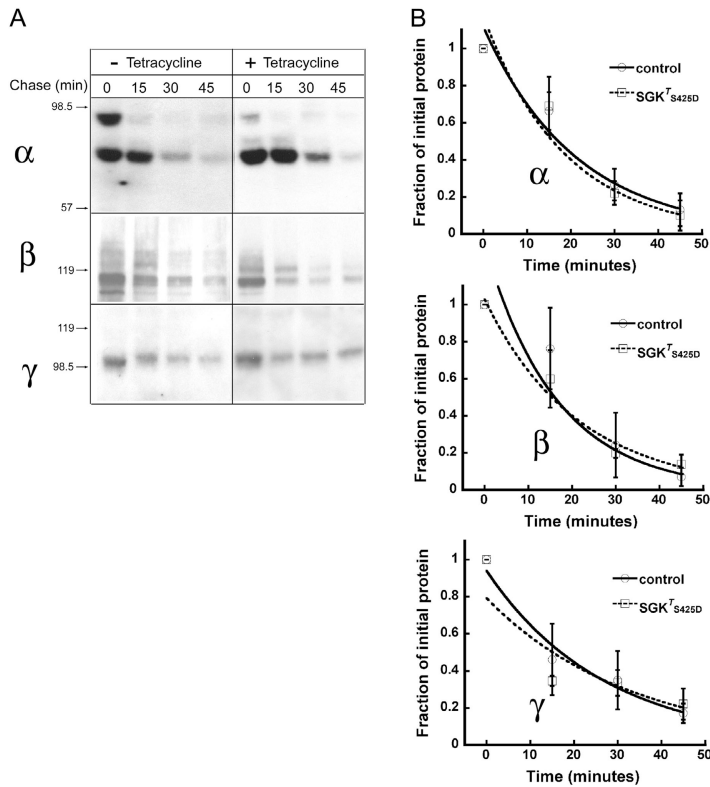 A
− Tetracycline + Tetracycline
Chase (min) 0 15 30 45 0 15 30 45
98.5→
α
57→
β
119→
119→
γ
98.5→
B
Fraction of initial protein
1
0.8
0.6
0.4
0.2
0
control
SGKᵀS425D
α
0 10 20 30 40 50
Time (minutes)
Fraction of initial protein
1
0.8
0.6
0.4
0.2
0
control
SGKᵀS425D
β
0 10 20 30 40 50
Time (minutes)
Fraction of initial protein
1
0.8
0.6
0.4
0.2
0
control
SGKᵀS425D
γ
0 10 20 30 40 50
Time (minutes)